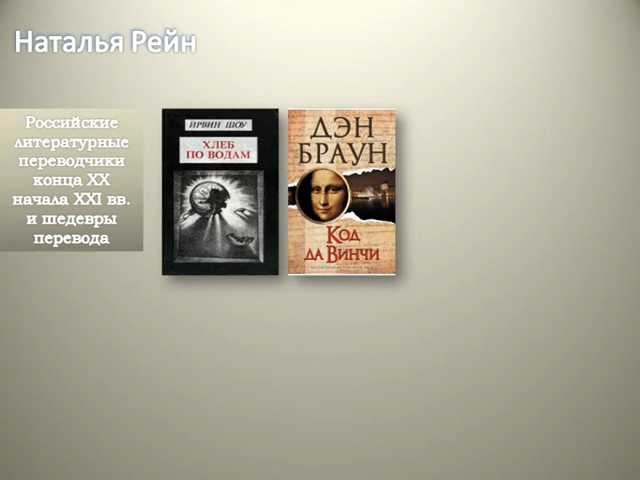 Наталья Рейн
Российские
литературные
переводчики
конца XX
начала XXI вв.
и шедевры
перевода
ИРВИН ШОУ
ХЛЕБ
ПО ВОДАМ
ДЭН
БРАУН
КОД
ДА ВИНЧИ